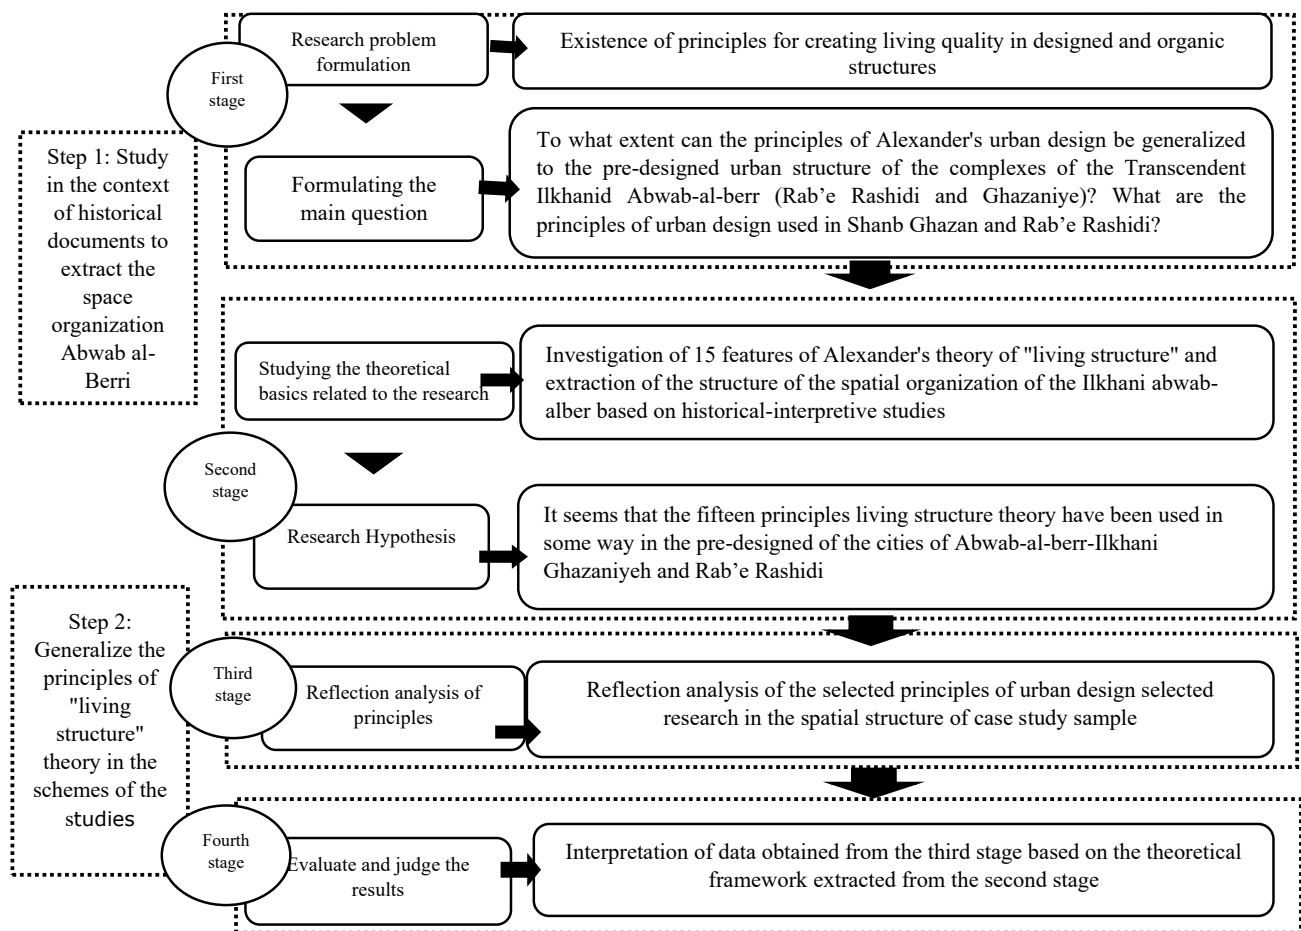 Research problem
formulation
Existence of principles for creating living quality in designed and organic
structures
First
stage
To what extent can the principles of Alexander's urban design be generalized
to the pre-designed urban structure of the complexes of the Transcendent
Ilkhanid Abwab-al-berr (Rab’e Rashidi and Ghazaniye)? What are the
principles of urban design used in Shanb Ghazan and Rab’e Rashidi?
Formulating the
main question
Step 1: Study
in the context
of historical
documents to
extract the
space
organization
Abwab al-
Berri
Studying the theoretical
basics related to the research
Investigation of 15 features of Alexander's theory of "living structure" and
extraction of the structure of the spatial organization of the Ilkhani abwab-
alber based on historical-interpretive studies
Second
stage
Research Hypothesis
It seems that the fifteen principles living structure theory have been used in
some way in the pre-designed of the cities of Abwab-al-berr-Ilkhani
Ghazaniyeh and Rab’e Rashidi
Step 2:
Generalize the
principles of
"living
structure"
theory in the
schemes of the
studies
Third
stage
Reflection analysis of
principles
Reflection analysis of the selected principles of urban design selected
research in the spatial structure of case study sample
Fourth
stage
Evaluate and judge the
results
Interpretation of data obtained from the third stage based on the theoretical
framework extracted from the second stage